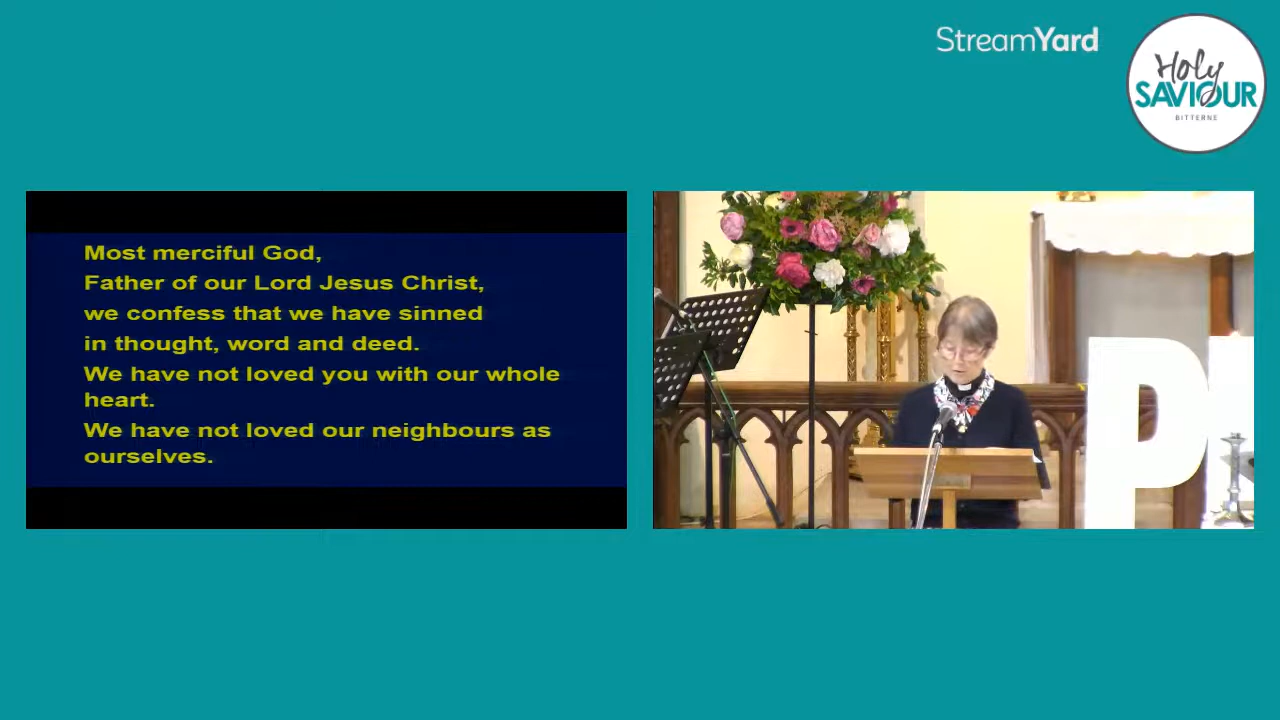 StreamYard
Holy
SAVIOUR
BITTERNE
Most merciful God,
Father of our Lord Jesus Christ,
we confess that we have sinned
in thought, word and deed.
We have not loved you with our whole
heart.
We have not loved our neighbours as
ourselves.
P